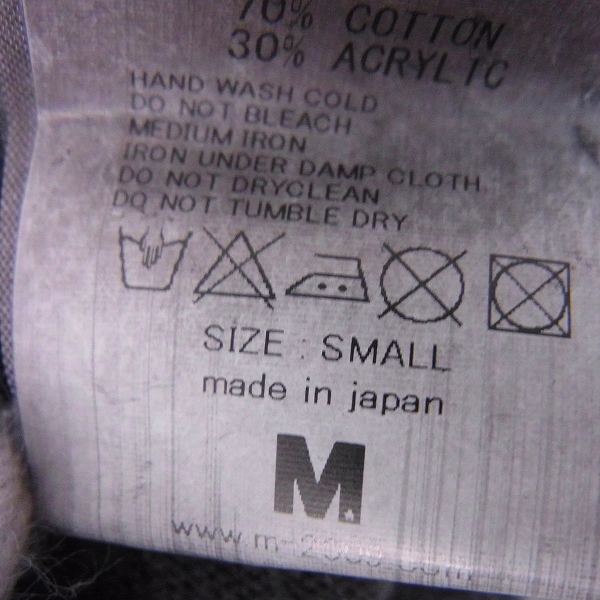 70% COTTON
30% ACRYLIC
HAND WASH COLD
DO NOT BLEACH
MEDIUM IRON
IRON UNDER DAMP CLOTH
DO NOT DRYCLEAN
DO NOT TUMBLE DRY
SIZE : SMALL
made in japan
M